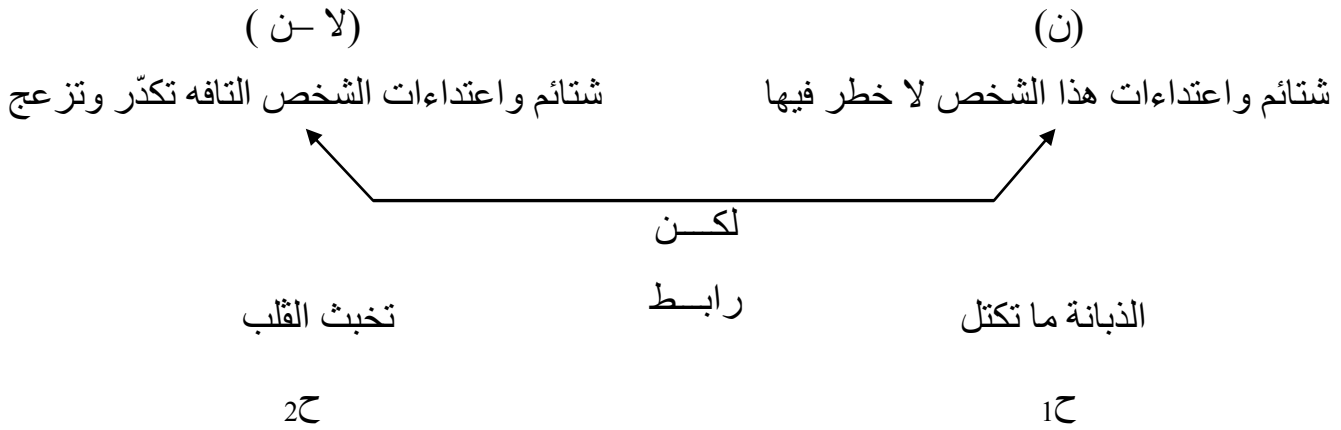 (ن) (لا –ن )
شتائم واعتداءات هذا الشخص لا خطر فيها شتائم واعتداءات الشخص التافه تكدّر وتزعج
لكـــن
رابـــط
الذبانة ما تكتل تخبث الڨلب
ح1 ح2